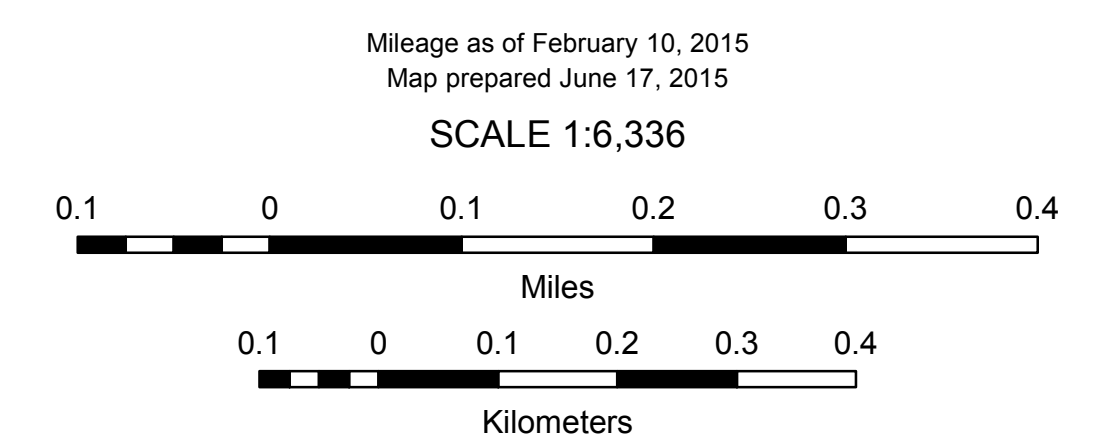 Mileage as of February 10, 2015
Map prepared June 17, 2015
SCALE 1:6,336
0.1 0 0.1 0.2 0.3 0.4
Miles
0.1 0 0.1 0.2 0.3 0.4
Kilometers